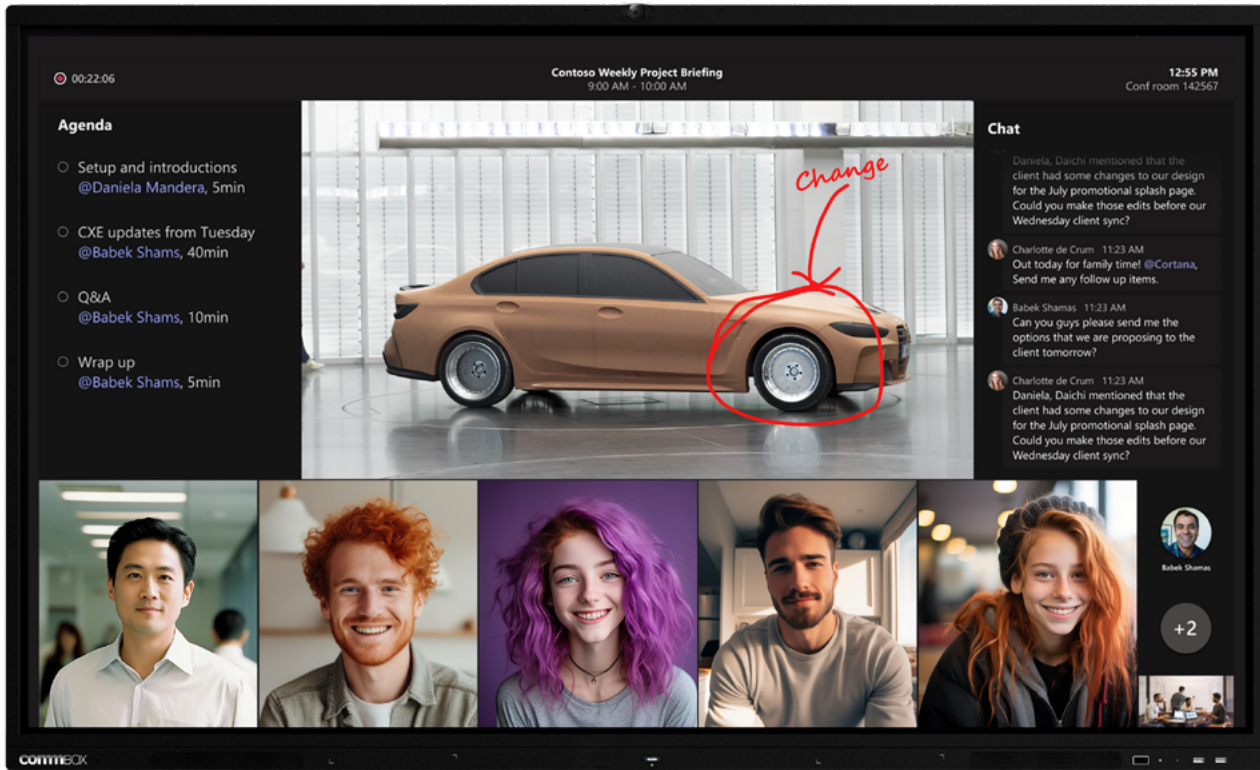 00:22:06
Contoso Weekly Project Briefing
9:00 AM - 10:00 AM
12:55 PM
Conf room 142567
Agenda
Setup and introductions
@Daniela Mandera, 5min
CXE updates from Tuesday
@Babek Shams, 40min
Q&A
@Babek Shams, 10min
Wrap up
@Babek Shams, 5min
Change
Chat
Daniela, Daichi mentioned that the
client had some changes to our design
for the July promotional splash page.
Could you make those edits before our
Wednesday client sync?
Charlotte de Crum 11:23 AM
Out today for family time! @Cortana,
Send me any follow up items.
Babek Shamas 11:23 AM
Can you guys please send me the
options that we are proposing to the
client tomorrow?
Charlotte de Crum 11:23 AM
Daniela, Daichi mentioned that the
client had some changes to our design
for the July promotional splash page.
Could you make those edits before our
Wednesday client sync?
Babek Shamas
+2
commBOX